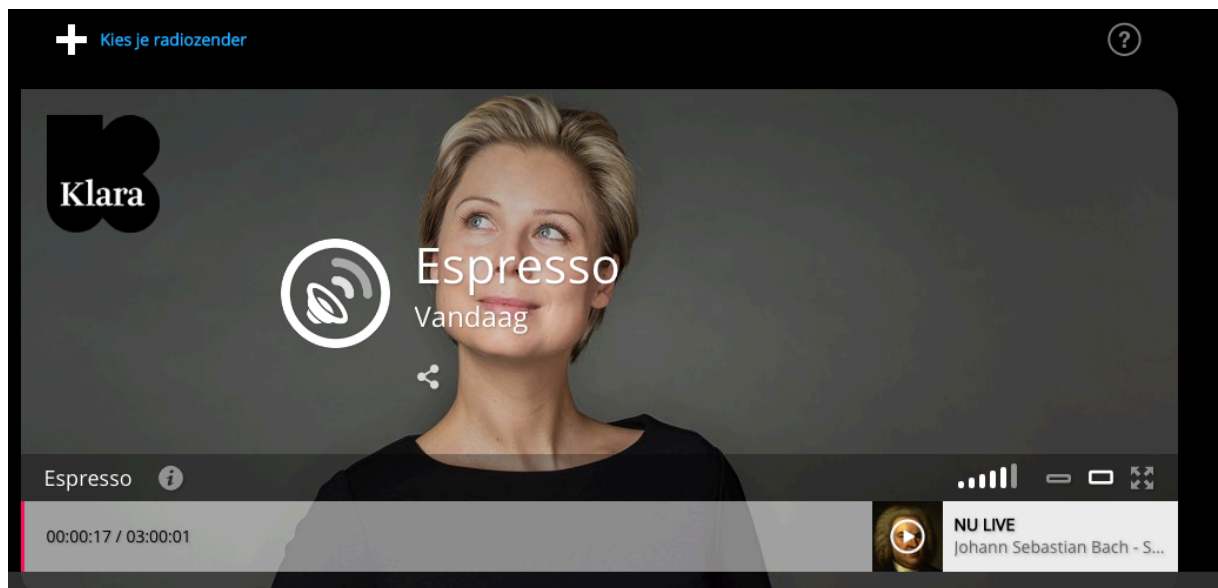 Kies je radiozender
?
Klara
Espresso
Vandaag
Espresso
i
00:00:17 / 03:00:01
NU LIVE
Johann Sebastian Bach - S...